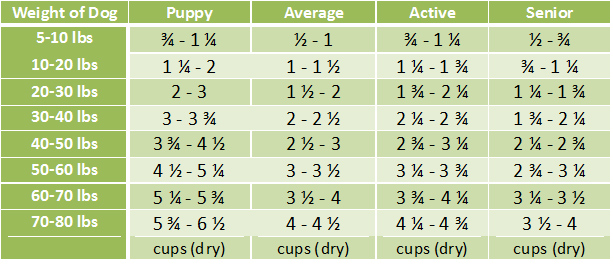 Weight of Dog Puppy Average Active Senior
5-10 lbs ¾ - 1 ¼ ½ - 1 ¾ - 1 ¼ ½ - ¾
10-20 lbs 1 ¼ - 2 1 - 1 ½ 1 ¼ - 1 ¾ ¾ - 1 ¼
20-30 lbs 2 - 3 1 ½ - 2 1 ¾ - 2 ¼ 1 ¼ - 1 ¾
30-40 lbs 3 - 3 ¾ 2 - 2 ½ 2 ¼ - 2 ¾ 1 ¾ - 2 ¼
40-50 lbs 3 ¾ - 4 ½ 2 ½ - 3 2 ¾ - 3 ¼ 2 ¼ - 2 ¾
50-60 lbs 4 ½ - 5 ¼ 3 - 3 ½ 3 ¼ - 3 ¾ 2 ¾ - 3 ¼
60-70 lbs 5 ¼ - 5 ¾ 3 ½ - 4 3 ¾ - 4 ¼ 3 ¼ - 3 ½
70-80 lbs 5 ¾ - 6 ½ 4 - 4 ½ 4 ¼ - 4 ¾ 3 ½ - 4
cups (dry) cups (dry) cups (dry) cups (dry)